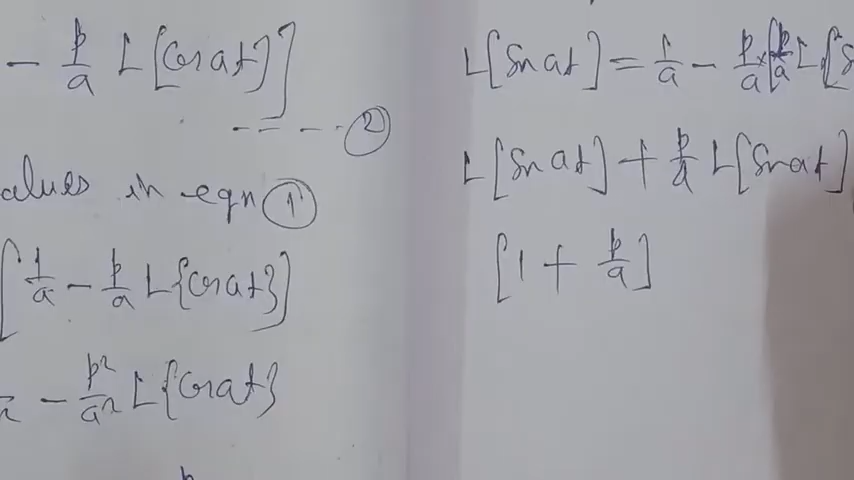 - p/a L[Cos at]]
- - = - - - ②
alues in eqn ①
[1/a - p/a L{Cos at}]
- p²/a² L{Cos at}
L[Sin at] = 1/a - p/a × [p/a L{S
L[Sin at] + p/a L[Sin at]
[1 + p/a]